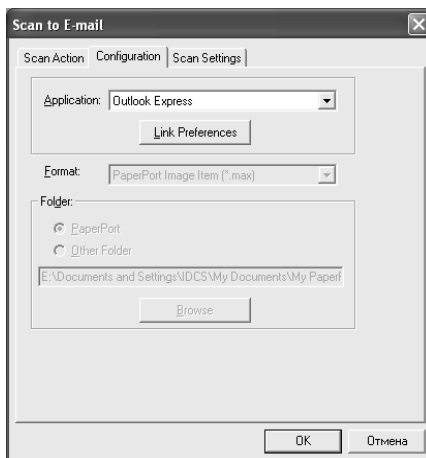 Scan to E-mail
Scan Action Configuration Scan Settings
Application: Outlook Express
Link Preferences
Format: PaperPort Image Item (*.max)
Folder:
PaperPort
Other Folder
E:\Documents and Settings\IDCS\My Documents\My Paperf
Browse
OK Отмена